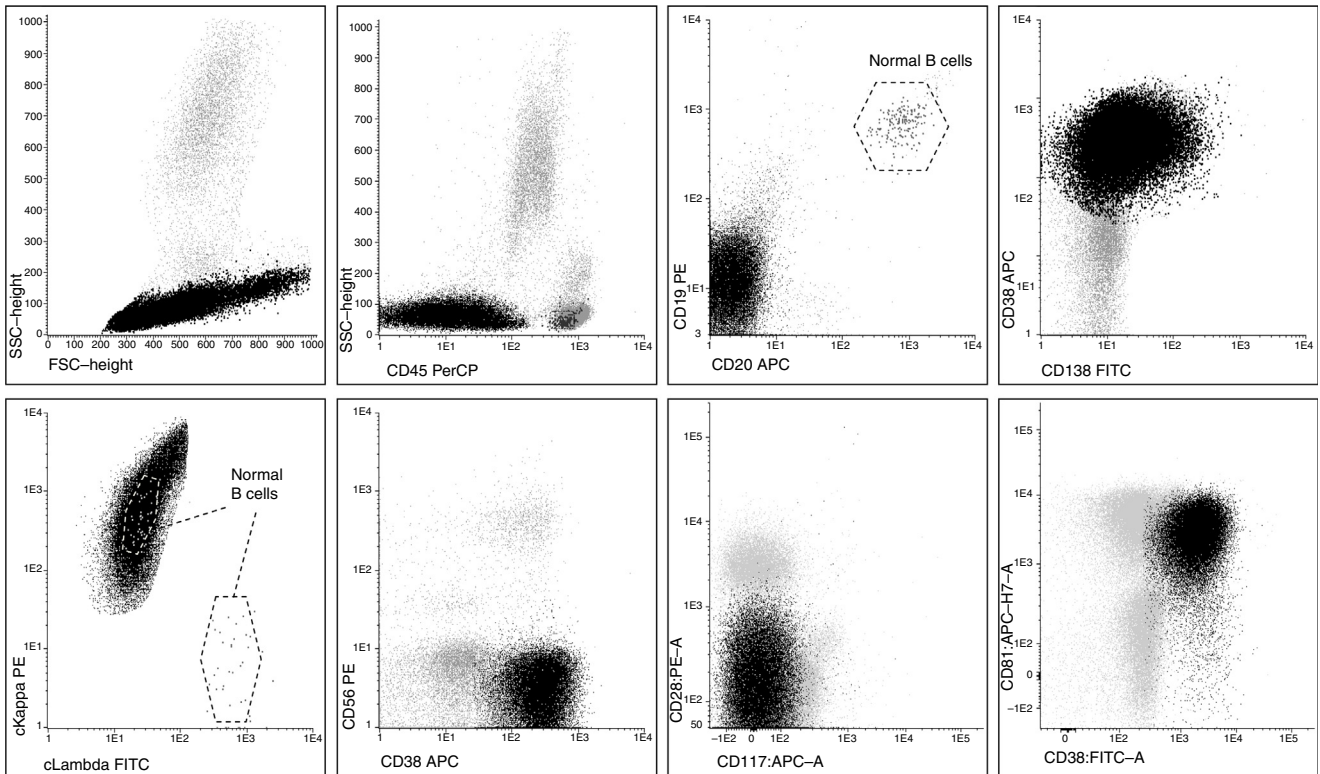 1000
900
800
700
600
500
400
300
200
100
0
SSC–height
0 100 200 300 400 500 600 700 800 900 1000
FSC–height
1000
900
800
700
600
500
400
300
200
100
0
SSC–height
1 1E1 1E2 1E3 1E4
CD45 PerCP
1E4
Normal B cells
1E3
1E1
3
CD19 PE
1 1E1 1E2 1E3 1E4
CD20 APC
1E4
1E3
1E2
1E1
1
CD38 APC
1 1E1 1E2 1E3 1E4
CD138 FITC
1E4
1E3
1E2
1E1
1
Normal
B cells
cKappa PE
1 1E1 1E2 1E3 1E4
cLambda FITC
1E4
1E3
1E2
1E1
1
CD56 PE
1 1E1 1E2 1E3 1E4
CD38 APC
1E5
1E4
1E3
1E2
50
CD28:PE–A
−1E2 0 1E2 1E3 1E4 1E5
CD117:APC–A
1E5
1E4
1E3
1E2
0
−1E2
CD81:APC–H7–A
0 1E2 1E3 1E4 1E5
CD38:FITC–A